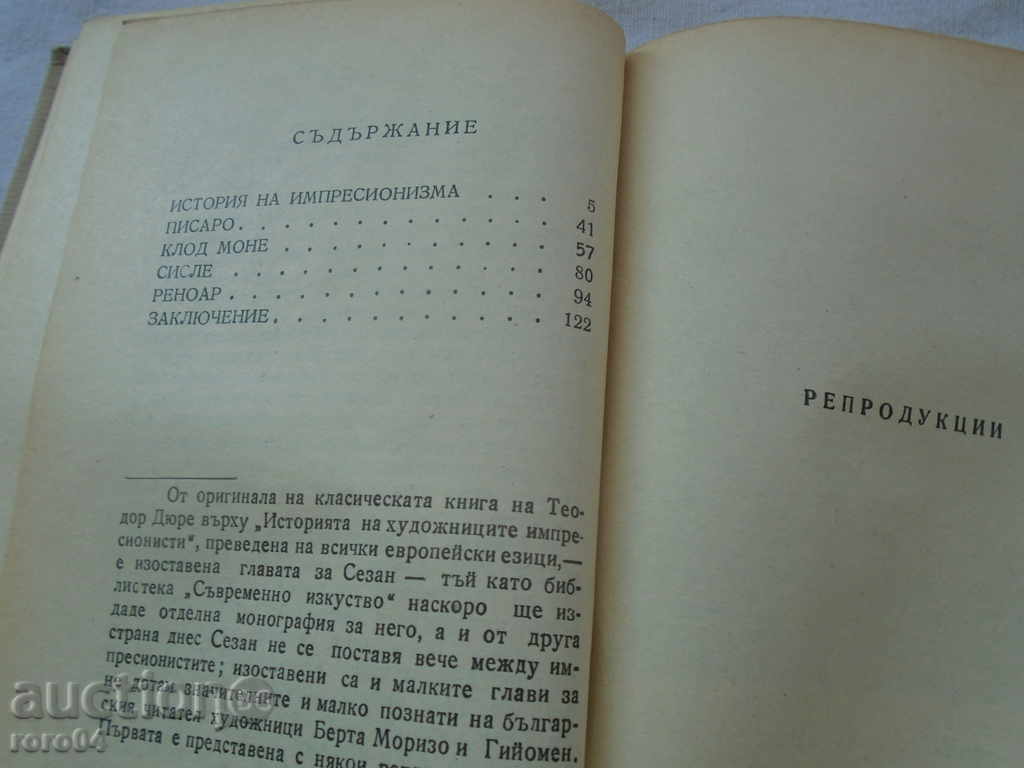 СЪДЪРЖАНИЕ
ИСТОРИЯ НА ИМПРЕСИОНИЗМА . . . 5
ПИСАРО. . . . . . . . . . . . . 41
КЛОД МОНЕ . . . . . . . . . . . 57
СИСЛЕ . . . . . . . . . . . . . 80
РЕНОАР . . . . . . . . . . . . . 94
ЗАКЛЮЧЕНИЕ. . . . . . . . . . . 122
От оригинала на класическата книга на Тео-
дор Дюре върху „Историята на художниците импре-
сионисти“, преведена на всички европейски езици,—
е изоставена главата за Сезан — тъй като биб-
листека „Съвременно изкуство“ наскоро ще из-
даде отделна монография за него, а и от друга
страна днес Сезан не се поставя вече между им-
пресионистите; изоставени са и малките глави за
не дотам значителните и малко познати на българ-
ския читател художници Берта Моризо и Гийомен.
Първата е представена с някои
РЕПРОДУКЦИИ
auction
roro04